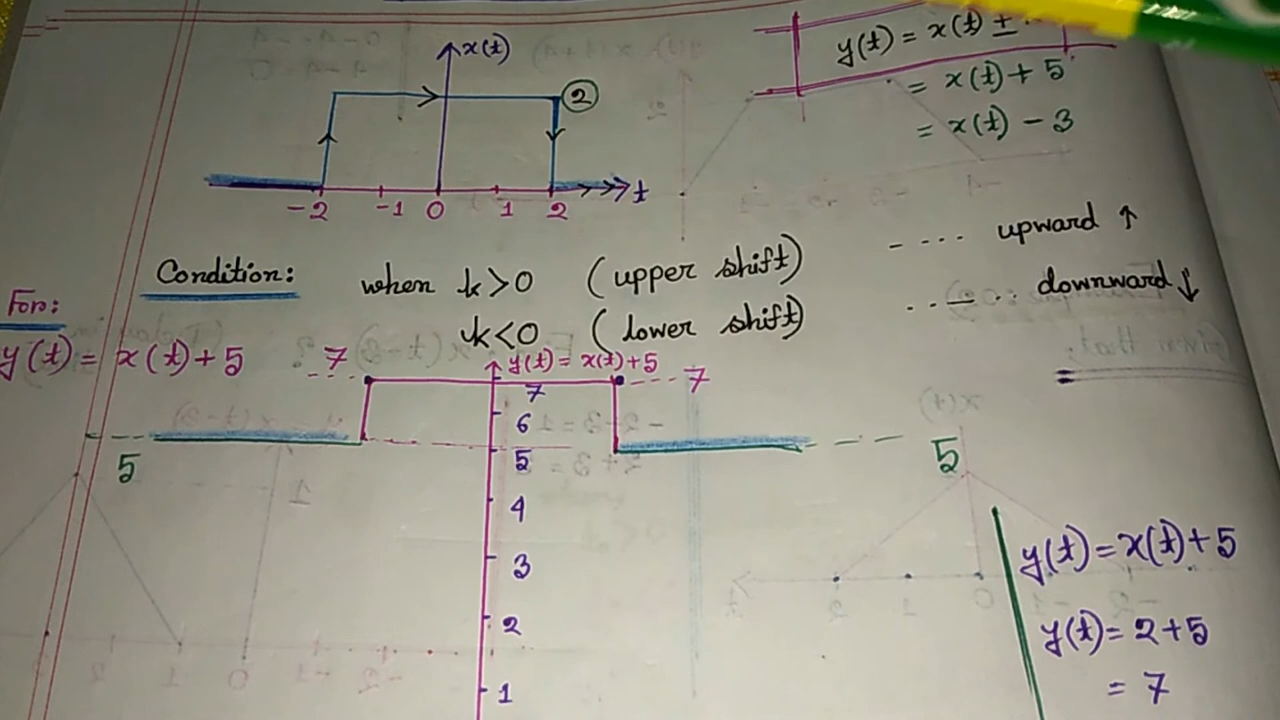 x(t)
y(t) = x(t) ±
= x(t) + 5
= x(t) - 3
2
-2 -1 0 1 2 t
---- upward ↑
Condition: when k>0 (upper shift)
..—.. downward ↓
k<0 (lower shift)
For:
y(t) = x(t)+5
7 y(t) = x(t)+5 7
7
6
5 5 5
4
3
2
1
y(t) = x(t)+5
y(t) = 2+5
= 7